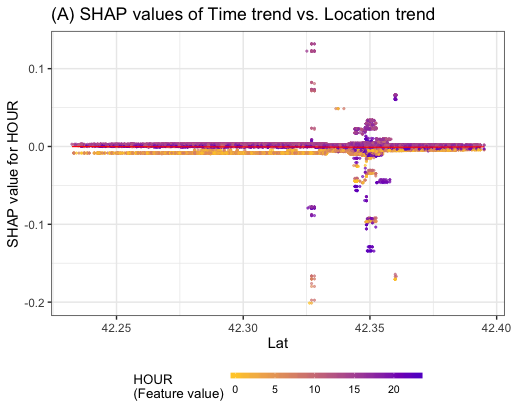 (A) SHAP values of Time trend vs. Location trend
SHAP value for HOUR
0.1
0.0
-0.1
-0.2
42.25 42.30 42.35 42.40
Lat
HOUR
(Feature value)
0 5 10 15 20